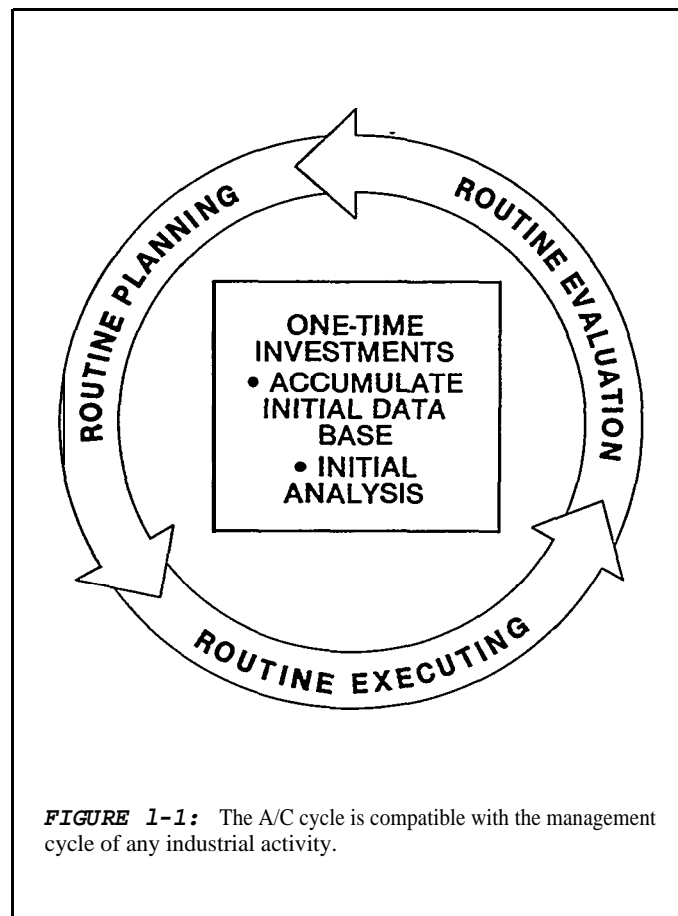 ROUTINE PLANNING
ROUTINE EVALUATION
ONE-TIME
INVESTMENTS
• ACCUMULATE
INITIAL DATA
BASE
• INITIAL
ANALYSIS
ROUTINE EXECUTING
FIGURE 1-1: The A/C cycle is compatible with the management
cycle of any industrial activity.